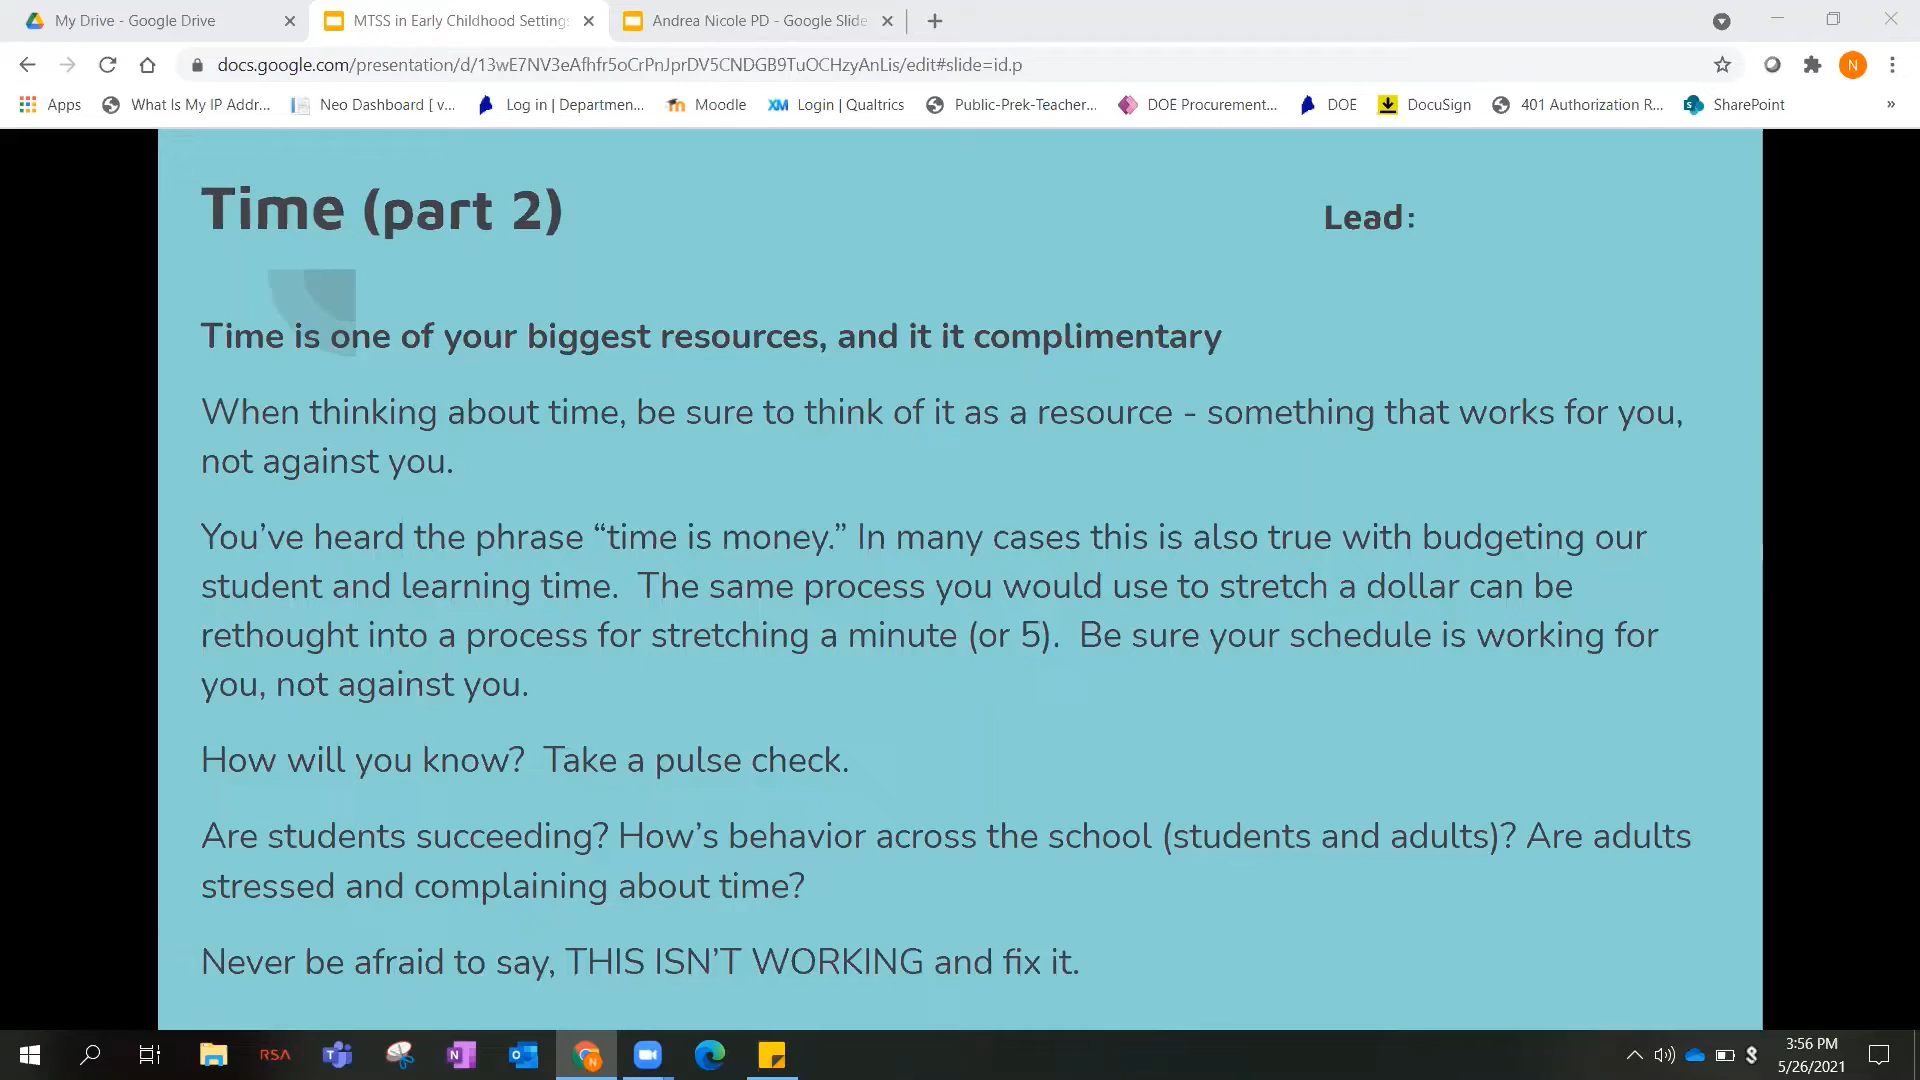 My Drive - Google Drive
MTSS in Early Childhood Settings
Andrea Nicole PD - Google Slide
docs.google.com/presentation/d/13wE7NV3eAfhfr5oCrPnJprDV5CNDGB9TuOCHzyAnLis/edit#slide=id.p
N
Apps
What Is My IP Addr...
Neo Dashboard [ v...
Log in | Departmen...
Moodle
XM
Login | Qualtrics
Public-Prek-Teacher...
DOE Procurement...
DOE
DocuSign
401 Authorization R...
SharePoint
»
Time (part 2)
Lead:
Time is one of your biggest resources, and it it complimentary
When thinking about time, be sure to think of it as a resource - something that works for you,
not against you.
You’ve heard the phrase “time is money.” In many cases this is also true with budgeting our
student and learning time.  The same process you would use to stretch a dollar can be
rethought into a process for stretching a minute (or 5).  Be sure your schedule is working for
you, not against you.
How will you know?  Take a pulse check.
Are students succeeding? How’s behavior across the school (students and adults)? Are adults
stressed and complaining about time?
Never be afraid to say, THIS ISN’T WORKING and fix it.
RSA
3:56 PM
5/26/2021